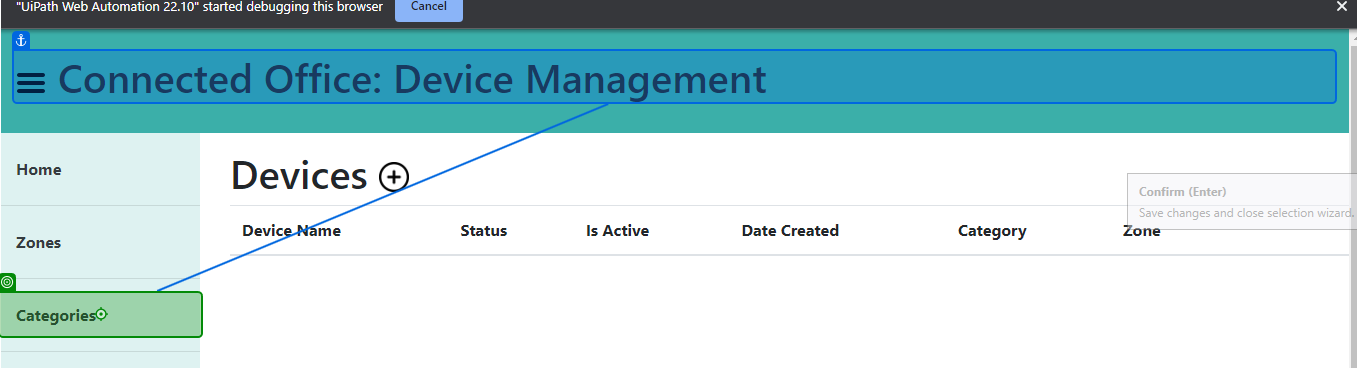 "UiPath Web Automation 22.10" started debugging this browser Cancel
Connected Office: Device Management
Home
Devices
Confirm (Enter)
Save changes and close selection wizard.
Device Name Status Is Active Date Created Category Zone
Zones
Categories